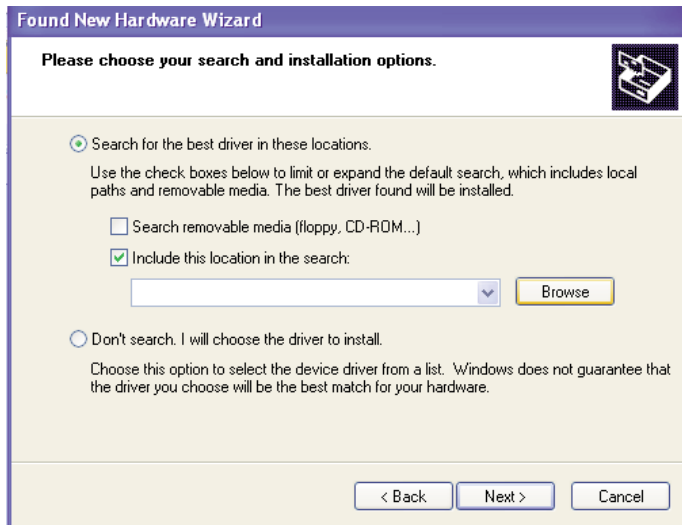 Found New Hardware Wizard
Please choose your search and installation options.
Search for the best driver in these locations.
Use the check boxes below to limit or expand the default search, which includes local
paths and removable media. The best driver found will be installed.
Search removable media (floppy, CD-ROM...)
Include this location in the search:
Browse
Don't search. I will choose the driver to install.
Choose this option to select the device driver from a list. Windows does not guarantee that
the driver you choose will be the best match for your hardware.
< Back Next > Cancel